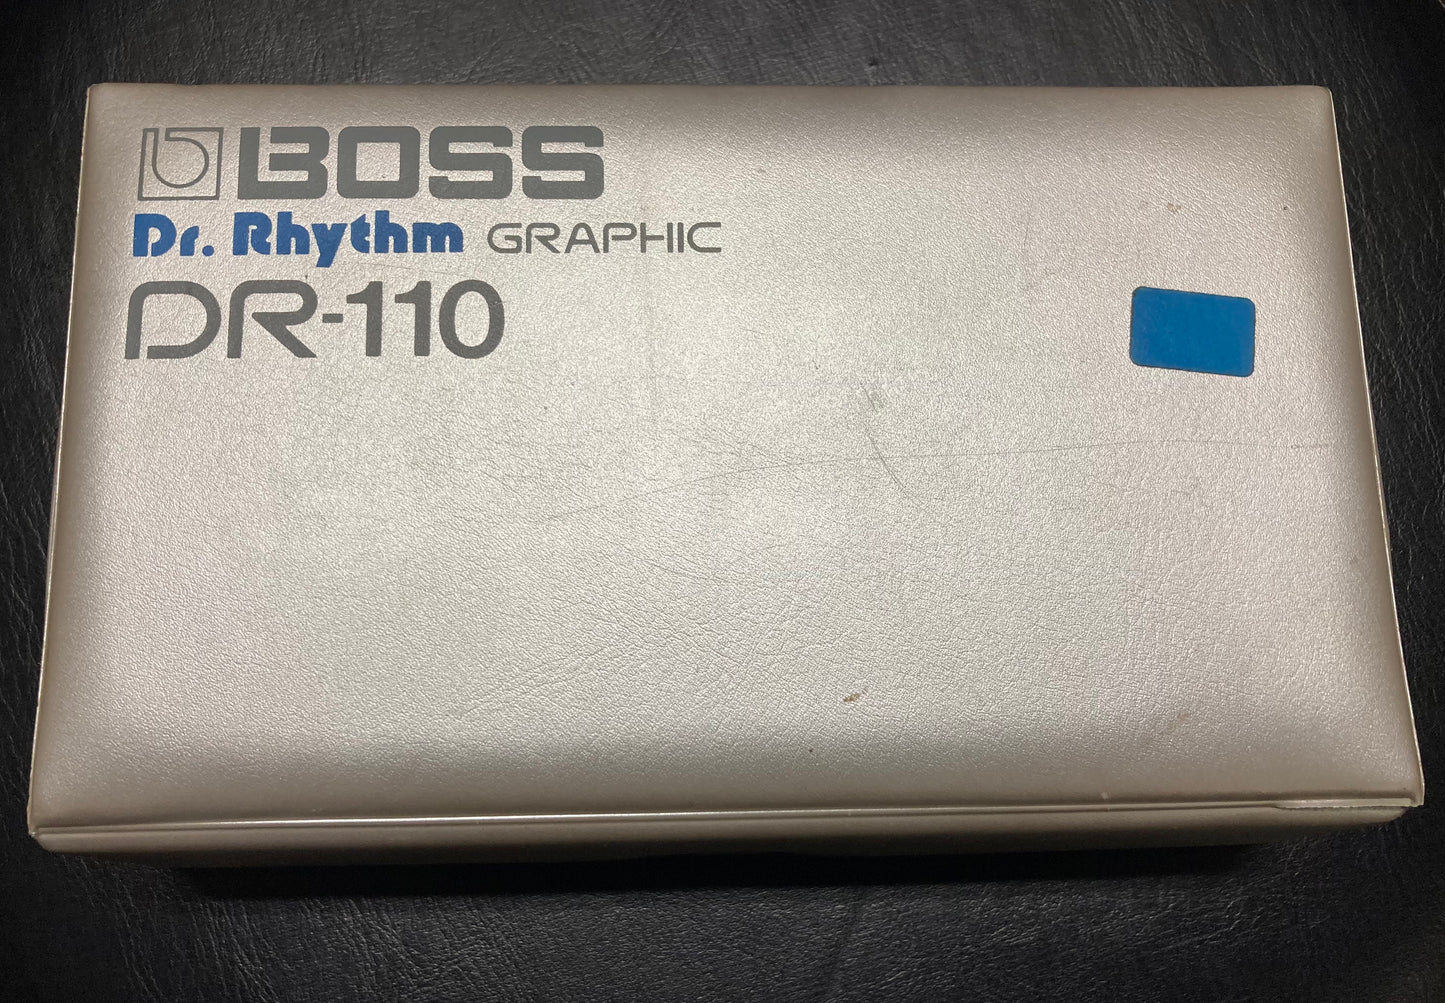 BOSS
Dr. Rhythm GRAPHIC
DR-110